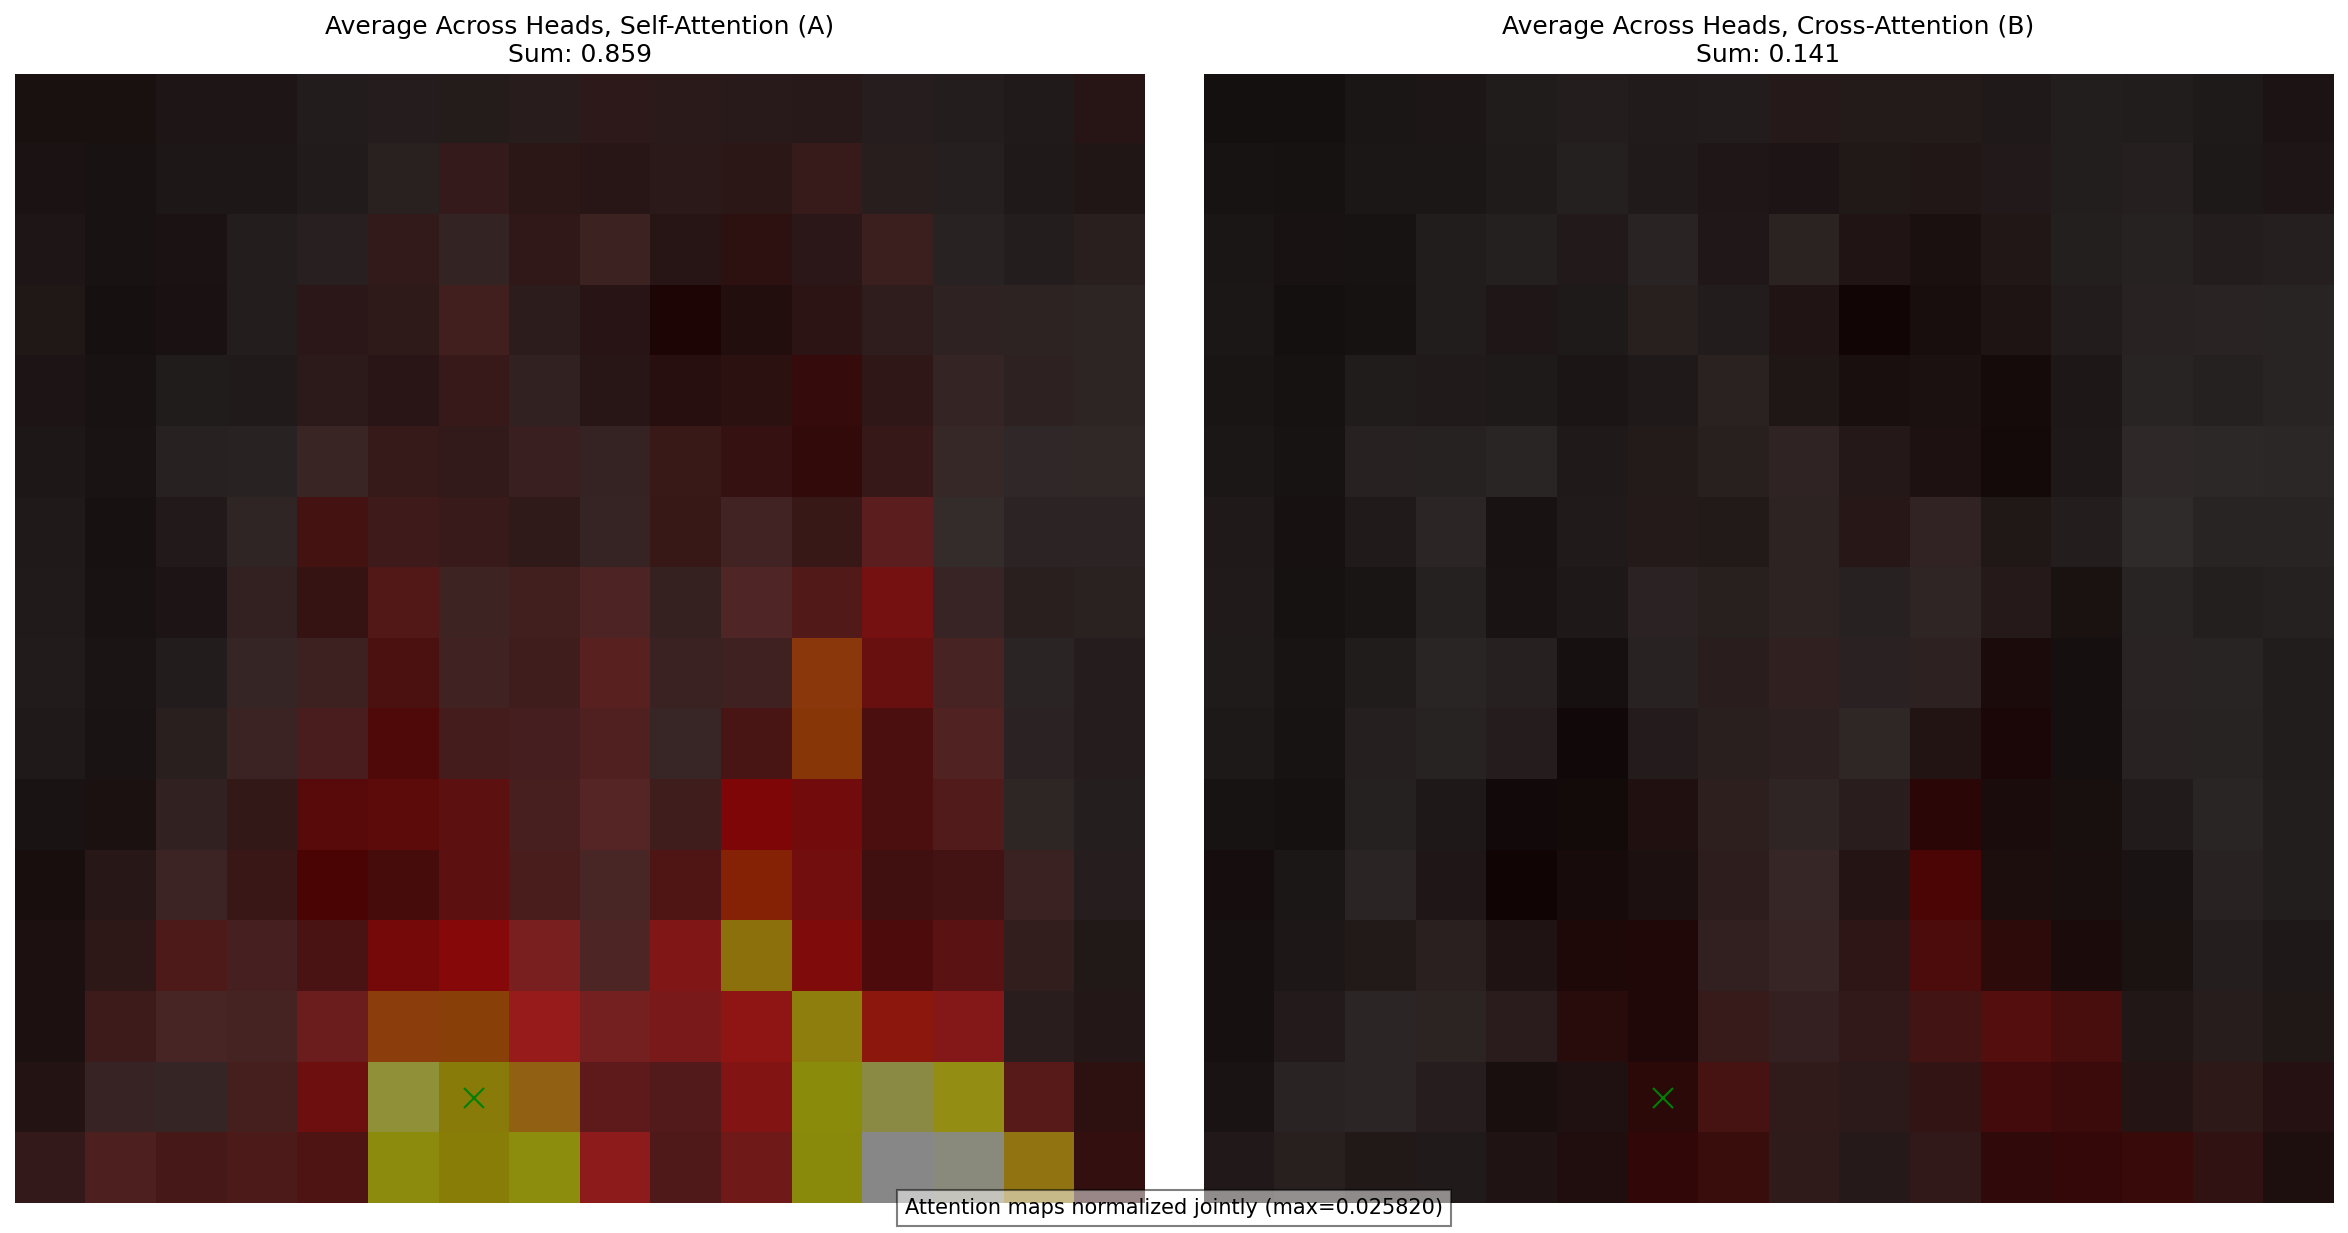 Average Across Heads, Self-Attention (A)
Sum: 0.859
Average Across Heads, Cross-Attention (B)
Sum: 0.141
Attention maps normalized jointly (max=0.025820)